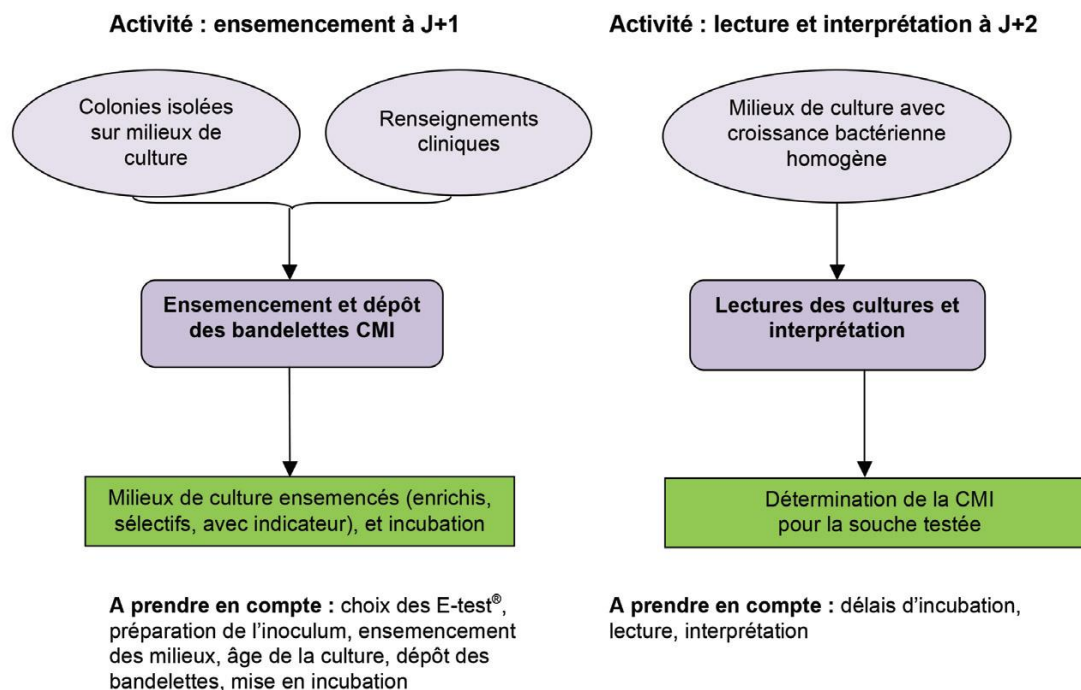 Activité : ensemencement à J+1
Colonies isolées
sur milieux de
culture
Renseignements
cliniques
Ensemencement et dépôt
des bandelettes CMI
Milieux de culture ensemencés (enrichis,
sélectifs, avec indicateur), et incubation
A prendre en compte : choix des E-test®,
préparation de l’inoculum, ensemencement
des milieux, âge de la culture, dépôt des
bandelettes, mise en incubation
Activité : lecture et interprétation à J+2
Milieux de culture avec
croissance bactérienne
homogène
Lectures des cultures et
interprétation
Détermination de la CMI
pour la souche testée
A prendre en compte : délais d’incubation,
lecture, interprétation